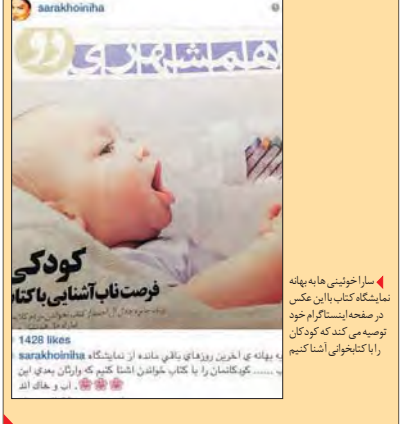 sarakhoiniha
همشهری دو
کودکی
فرصت ناب آشنایی با کتاب
1428 likes
sarakhoiniha به بهانه ی آخرین روزهای باقی مانده از نمایشگاه
ب ...... کودکانمان را با کتاب خواندن آشنا کنیم که وارثان بعدی این
آب و خاک اند.
سارا خوئینی ها به بهانه
نمایشگاه کتاب با این عکس
در صفحه اینستاگرام خود
توصیه می کند که کودکان
را با کتابخوانی آشنا کنیم